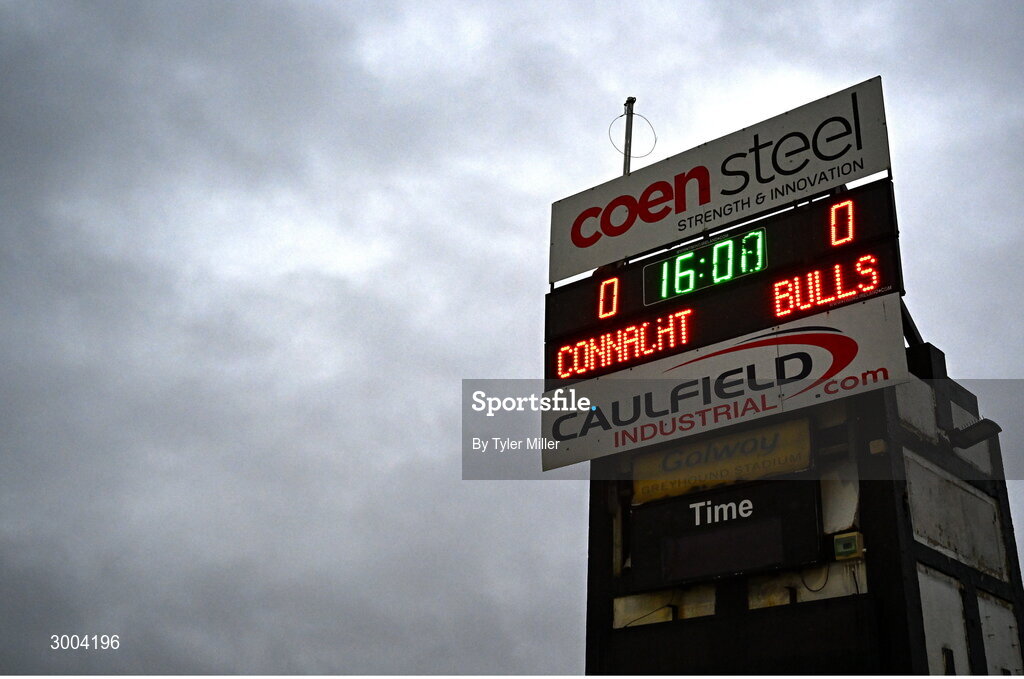 coen steel
STRENGTH & INNOVATION
0 16:01 0
CONNACHT BULLS
CAULFIELD
INDUSTRIAL .com
Sportsfile
By Tyler Miller
Galway
GREYHOUND STADIUM
Time
3004196